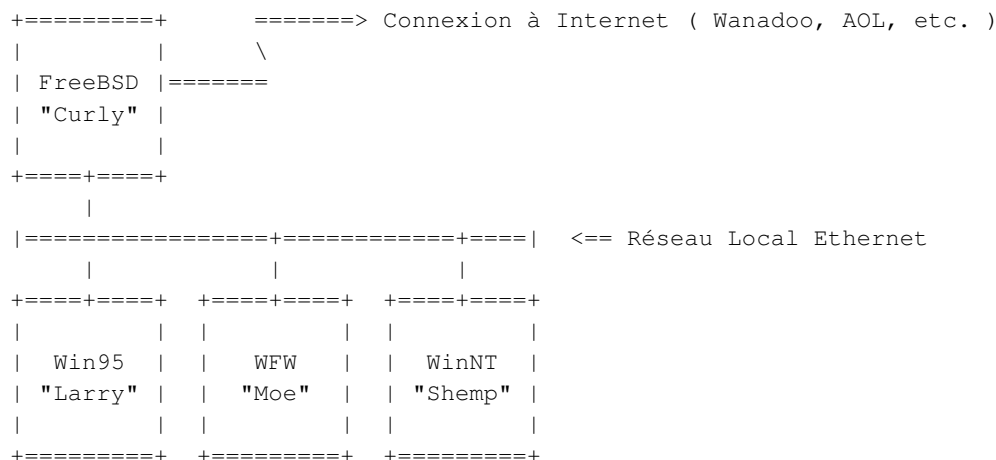 =======> Connexion à Internet ( Wanadoo, AOL, etc. )
FreeBSD
"Curly"
<== Réseau Local Ethernet
Win95 WFW WinNT
"Larry" "Moe" "Shemp"